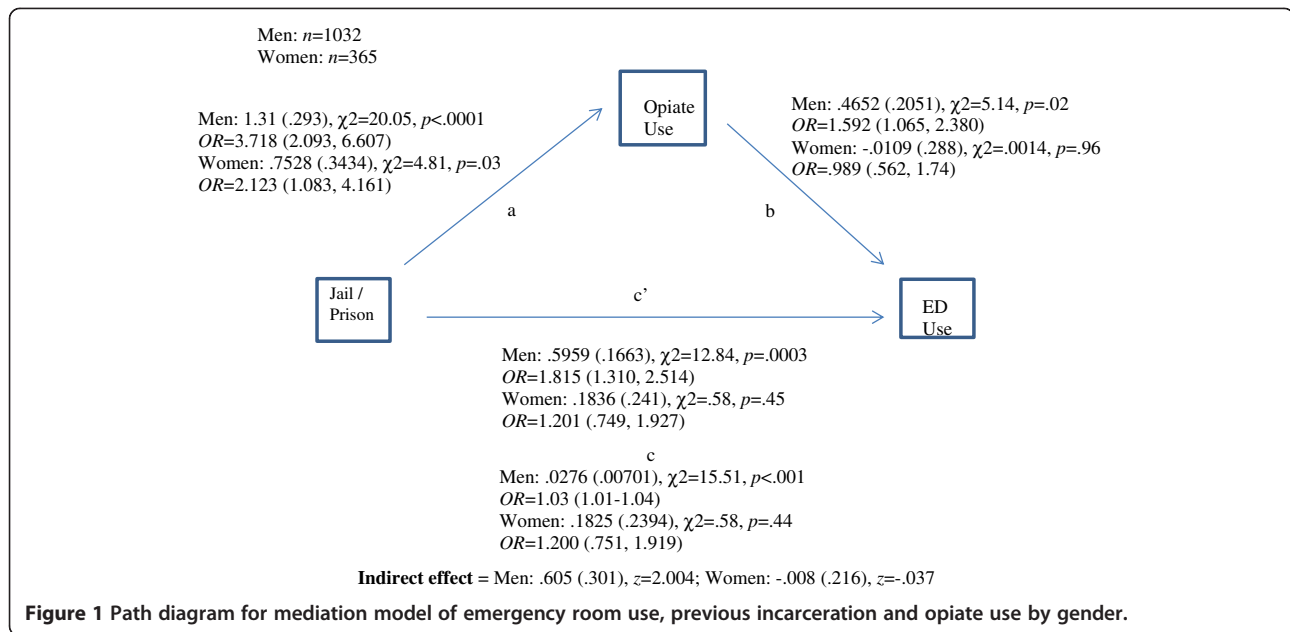 Men: n=1032
Women: n=365
Opiate
Use
Men: 1.31 (.293), χ2=20.05, p<.0001
OR=3.718 (2.093, 6.607)
Women: .7528 (.3434), χ2=4.81, p=.03
OR=2.123 (1.083, 4.161)
Men: .4652 (.2051), χ2=5.14, p=.02
OR=1.592 (1.065, 2.380)
Women: -.0109 (.288), χ2=.0014, p=.96
OR=.989 (.562, 1.74)
a
b
Jail /
Prison
c’
ED
Use
Men: .5959 (.1663), χ2=12.84, p=.0003
OR=1.815 (1.310, 2.514)
Women: .1836 (.241), χ2=.58, p=.45
OR=1.201 (.749, 1.927)
c
Men: .0276 (.00701), χ2=15.51, p<.001
OR=1.03 (1.01-1.04)
Women: .1825 (.2394), χ2=.58, p=.44
OR=1.200 (.751, 1.919)
Indirect effect = Men: .605 (.301), z=2.004; Women: -.008 (.216), z=-.037
Figure 1 Path diagram for mediation model of emergency room use, previous incarceration and opiate use by gender.